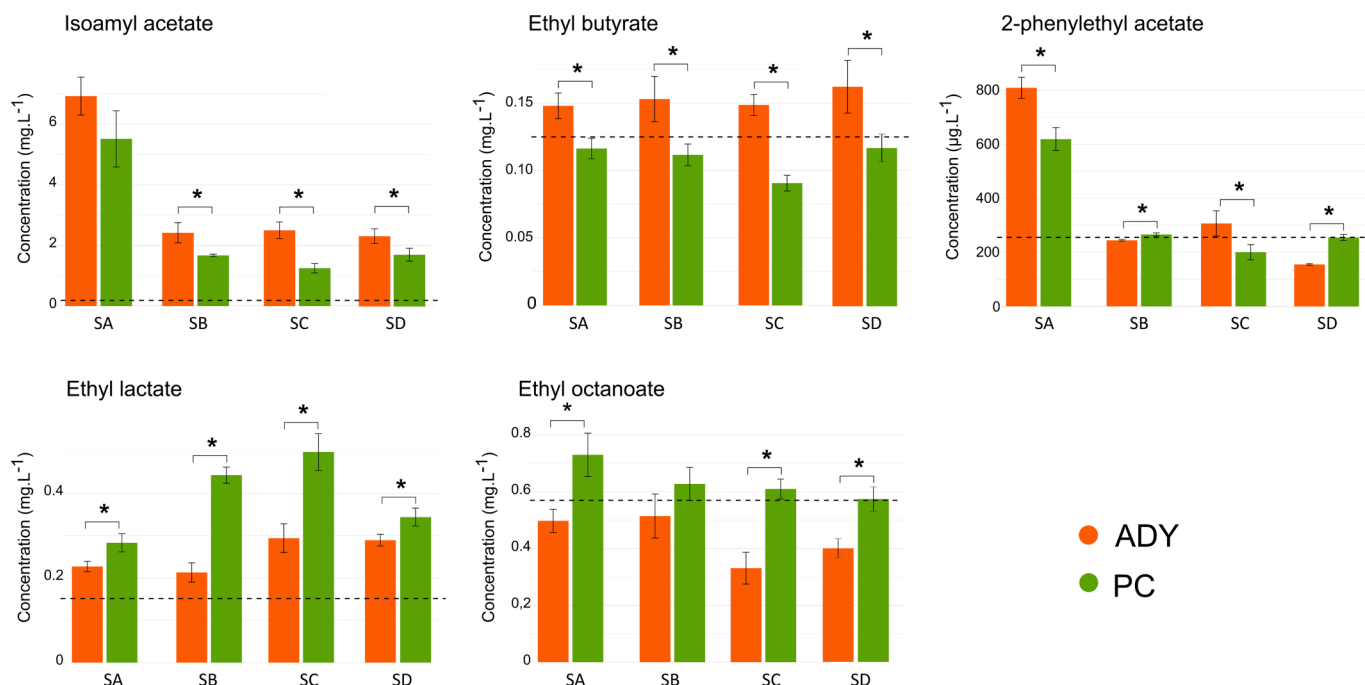 Isoamyl acetate
Concentration (mg.L-1)
6
4
2
0
*
*
*
SA SB SC SD
Ethyl butyrate
Concentration (mg.L-1)
0.15
0.10
0.05
0
*
*
*
*
SA SB SC SD
2-phenylethyl acetate
Concentration (µg.L-1)
800
600
400
200
0
*
*
*
*
SA SB SC SD
Ethyl lactate
Concentration (mg.L-1)
0.4
0.2
0
*
*
*
*
SA SB SC SD
Ethyl octanoate
Concentration (mg.L-1)
0.8
0.6
0.4
0,2
0
*
*
*
SA SB SC SD
ADY
PC